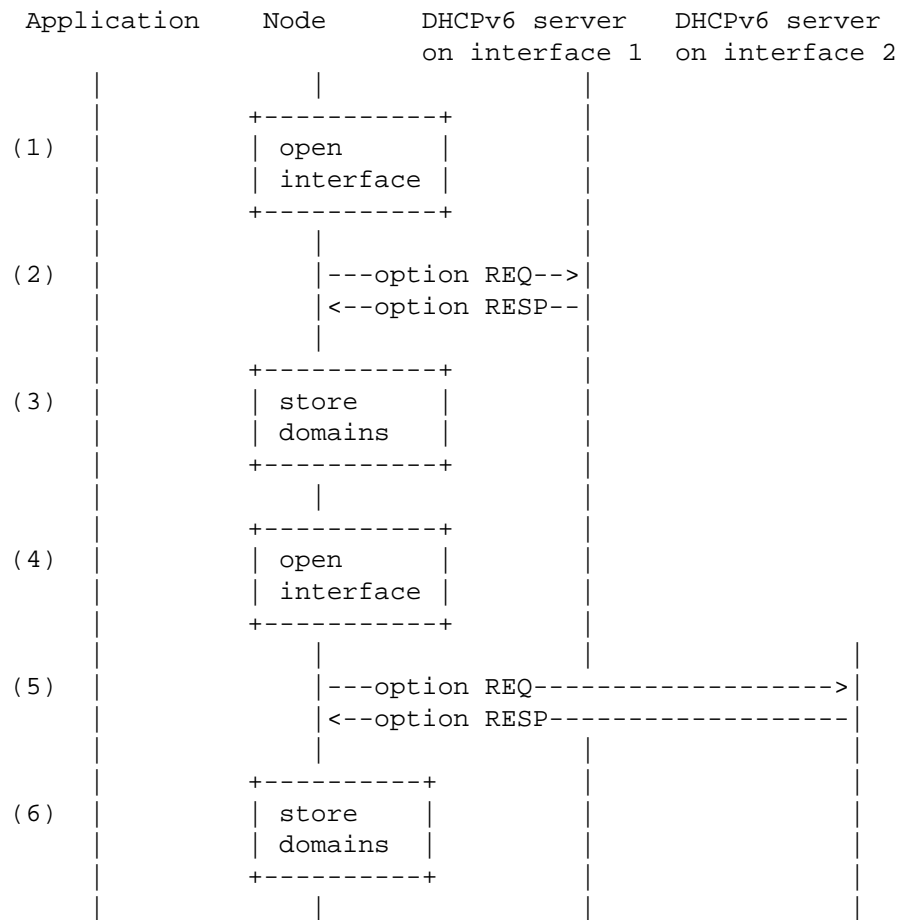 Application Node DHCPv6 server DHCPv6 server
on interface 1 on interface 2
(1) open
interface
(2) ---option REQ-->
<--option RESP--
(3) store
domains
(4) open
interface
(5) ---option REQ------------------->
<--option RESP-------------------
(6) store
domains